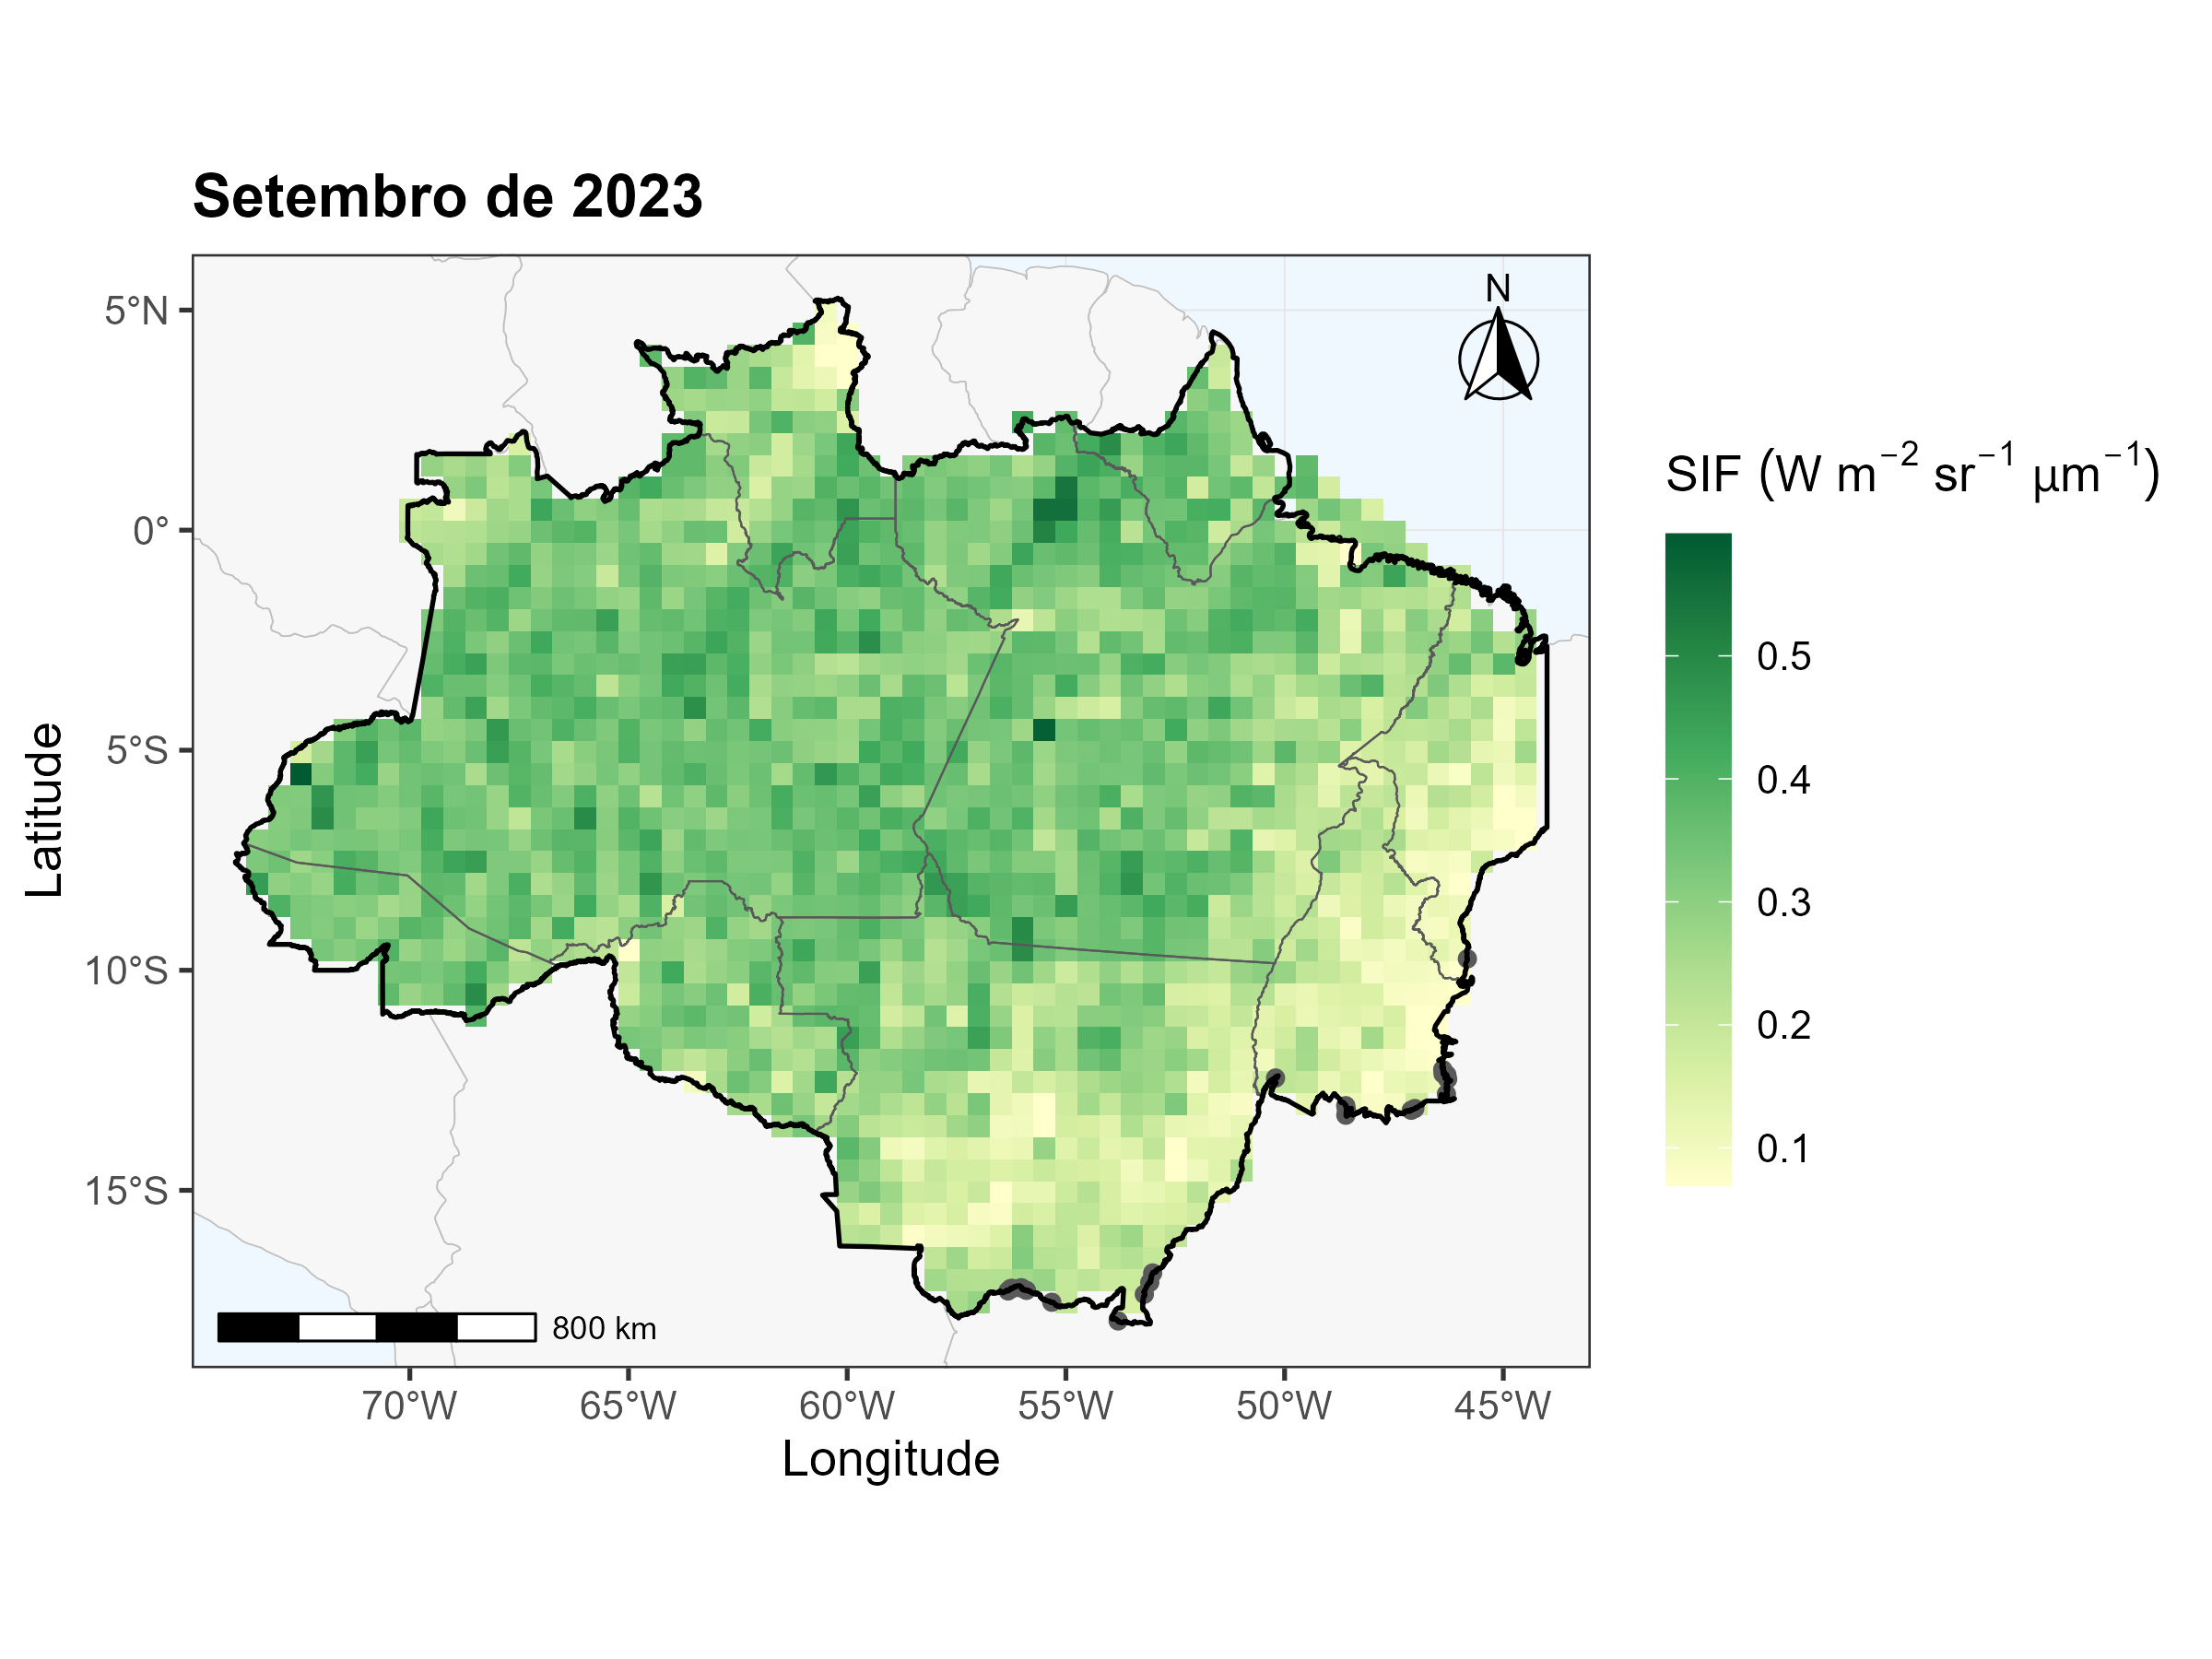 Setembro de 2023
N
5°N
0°
5°S
10°S
15°S
Latitude
800 km
70°W 65°W 60°W 55°W 50°W 45°W
Longitude
SIF (W m⁻² sr⁻¹ μm⁻¹)
0.5
0.4
0.3
0.2
0.1